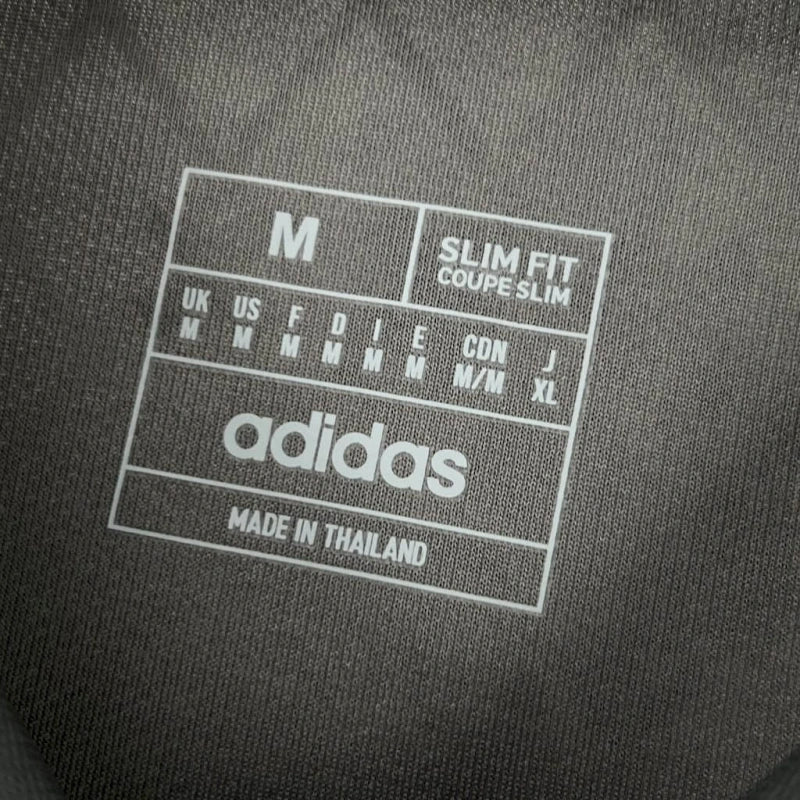 M
SLIM FIT
COUPE SLIM
UK US F D I E CDN J
M M M M M M M/M XL
adidas
MADE IN THAILAND